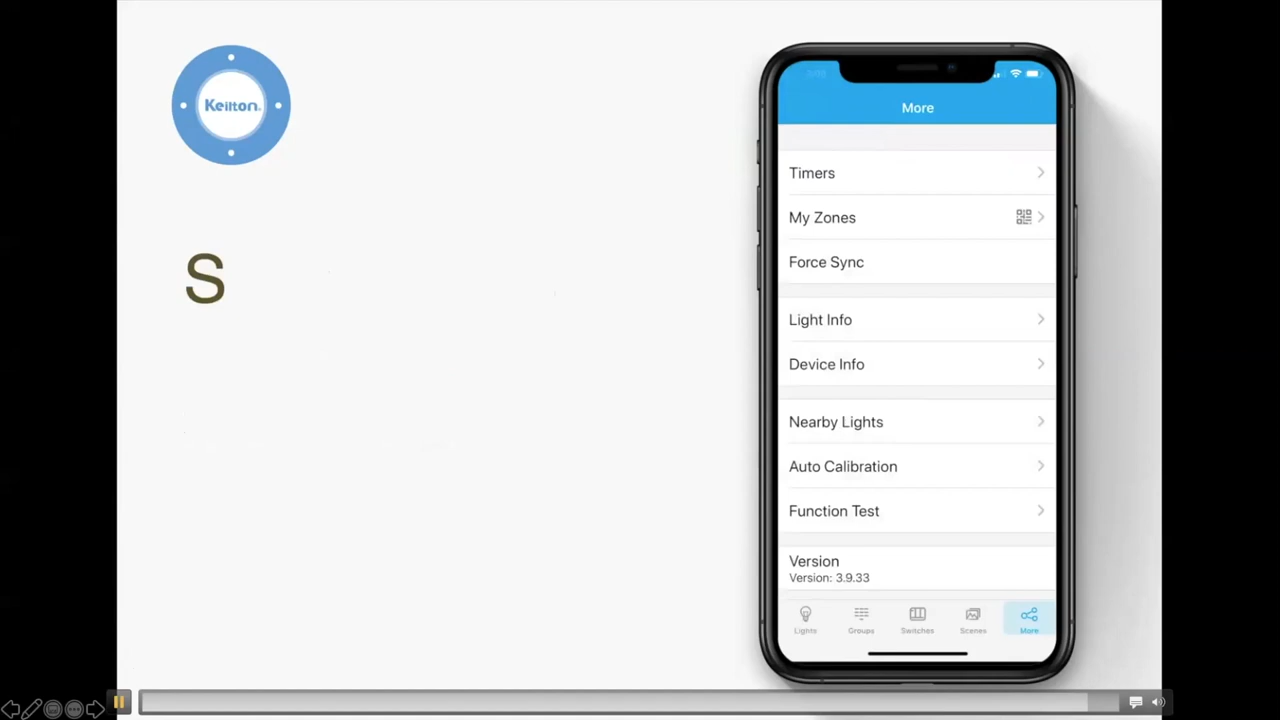 Keilton
S
More
Timers
My Zones
Force Sync
Light Info
Device Info
Nearby Lights
Auto Calibration
Function Test
Version
Version: 3.9.33
Lights Groups Switches Scenes More